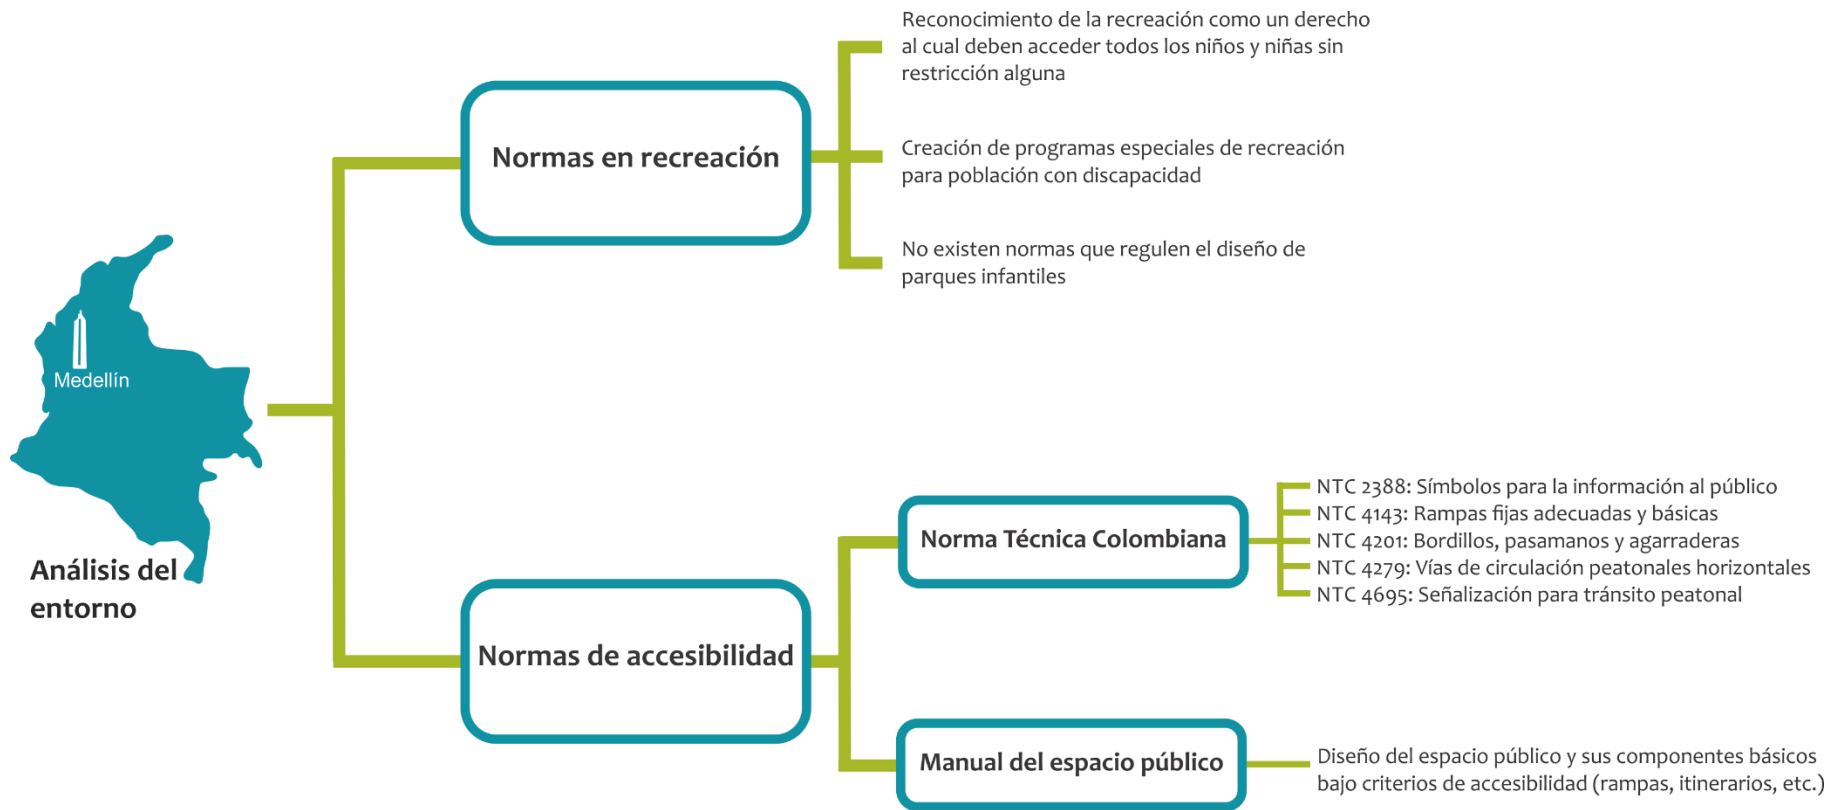 Medellín
Análisis del
entorno
Normas en recreación
Reconocimiento de la recreación como un derecho
al cual deben acceder todos los niños y niñas sin
restricción alguna
Creación de programas especiales de recreación
para población con discapacidad
No existen normas que regulen el diseño de
parques infantiles
Normas de accesibilidad
Norma Técnica Colombiana
NTC 2388: Símbolos para la información al público
NTC 4143: Rampas fijas adecuadas y básicas
NTC 4201: Bordillos, pasamanos y agarraderas
NTC 4279: Vías de circulación peatonales horizontales
NTC 4695: Señalización para tránsito peatonal
Manual del espacio público
Diseño del espacio público y sus componentes básicos
bajo criterios de accesibilidad (rampas, itinerarios, etc.)